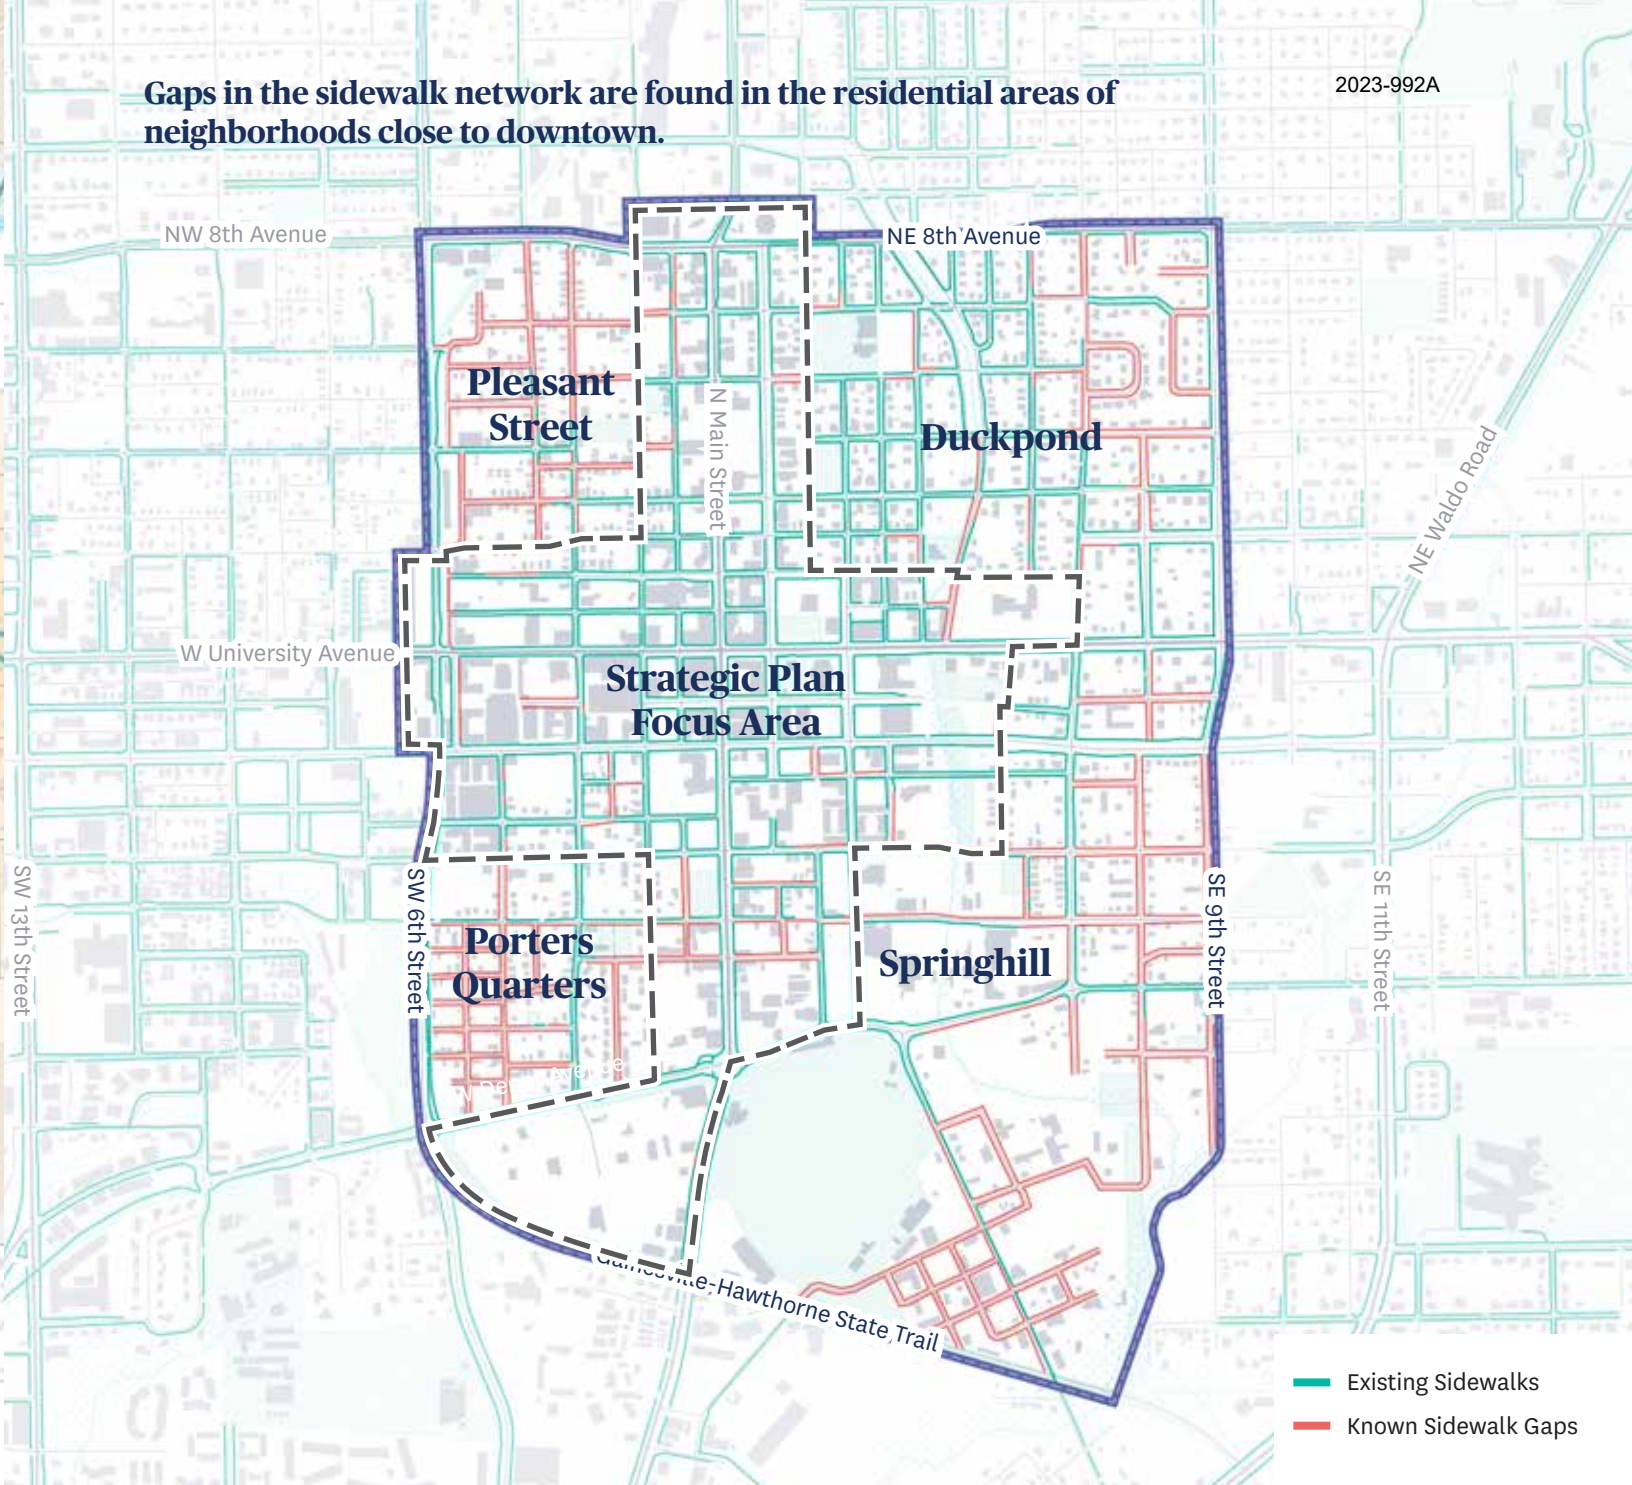 Gaps in the sidewalk network are found in the residential areas of
neighborhoods close to downtown.
2023-992A
NW 8th Avenue
NE 8th Avenue
Pleasant
Street
N Main Street
Duckpond
NE Waldo Road
W University Avenue
Strategic Plan
Focus Area
SW 13th Street
SW 6th Street
Porters
Quarters
Springhill
SE 9th Street
SE 11th Street
Avenue
Gainesville-Hawthorne State Trail
Existing Sidewalks
Known Sidewalk Gaps